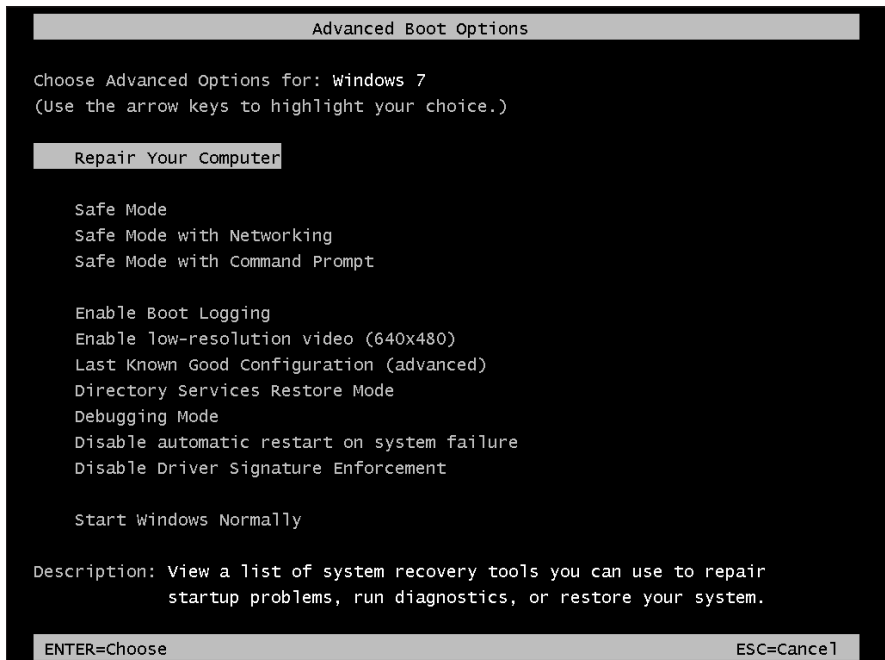 Advanced Boot Options
Choose Advanced Options for: Windows 7
(Use the arrow keys to highlight your choice.)
Repair Your Computer
Safe Mode
Safe Mode with Networking
Safe Mode with Command Prompt
Enable Boot Logging
Enable low-resolution video (640x480)
Last Known Good Configuration (advanced)
Directory Services Restore Mode
Debugging Mode
Disable automatic restart on system failure
Disable Driver Signature Enforcement
Start Windows Normally
Description: View a list of system recovery tools you can use to repair
startup problems, run diagnostics, or restore your system.
ENTER=Choose ESC=Cancel